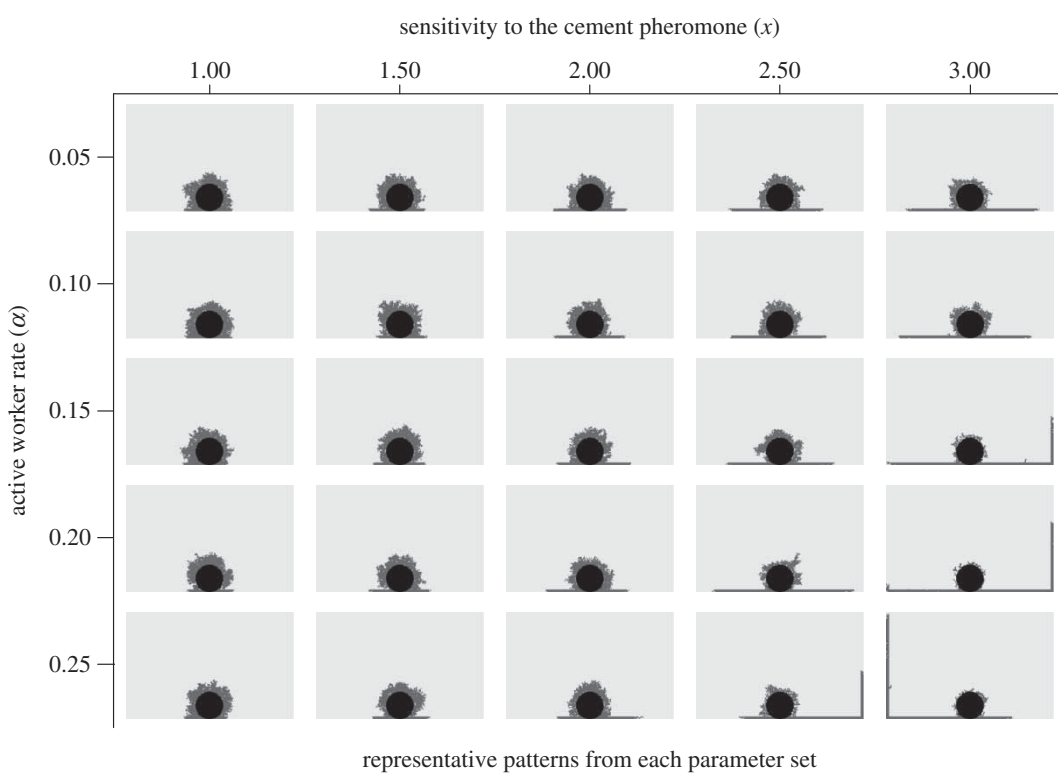 sensitivity to the cement pheromone (x)
1.00 1.50 2.00 2.50 3.00
active worker rate (α)
0.05
0.10
0.15
0.20
0.25
representative patterns from each parameter set